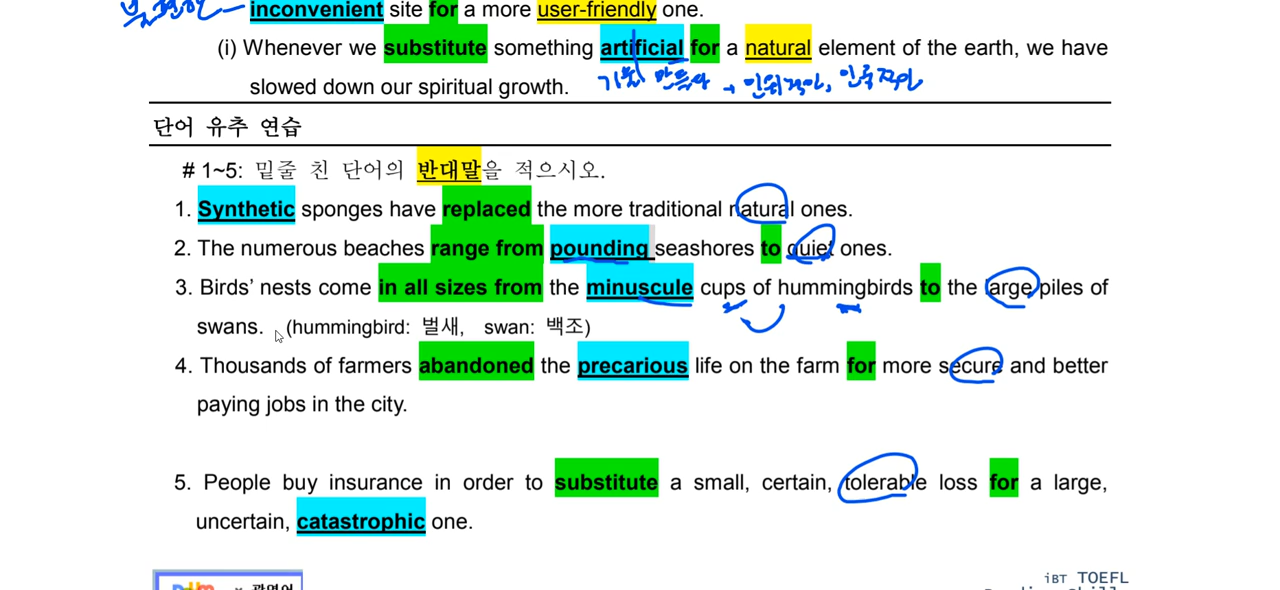 불편한 inconvenient site for a more user-friendly one.
(i) Whenever we substitute something artificial for a natural element of the earth, we have
slowed down our spiritual growth.
만든 → 인위적인, 인공적인
단어 유추 연습
# 1~5: 밑줄 친 단어의 반대말을 적으시오.
1. Synthetic sponges have replaced the more traditional natural ones.
2. The numerous beaches range from pounding seashores to quiet ones.
3. Birds’ nests come in all sizes from the minuscule cups of hummingbirds to the large piles of
swans. (hummingbird: 벌새, swan: 백조)
4. Thousands of farmers abandoned the precarious life on the farm for more secure and better
paying jobs in the city.
5. People buy insurance in order to substitute a small, certain, tolerable loss for a large,
uncertain, catastrophic one.
iBT TOEFL